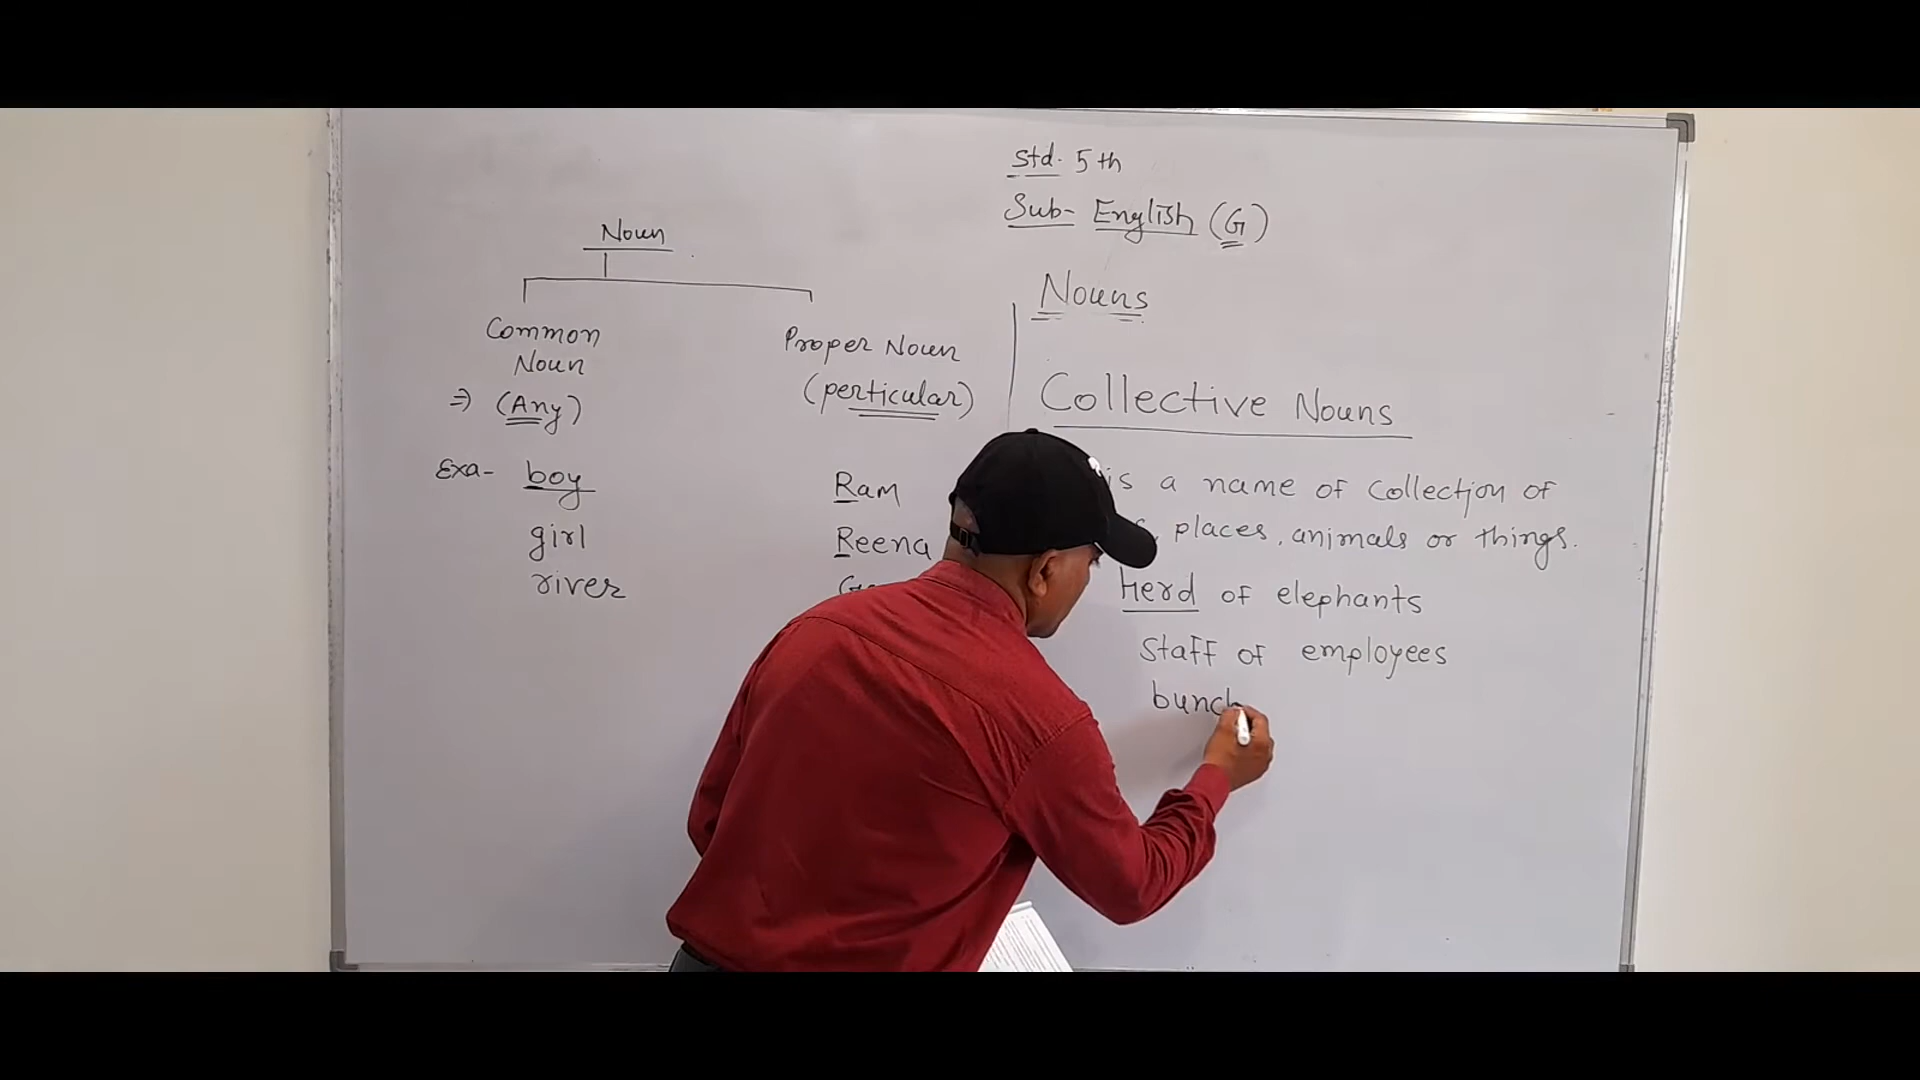 Std. 5th
Sub- English (G)
Noun
Common
Noun
⇒ (Any)
Exa- boy
girl
river
Proper Noun
(perticular)
Ram
Reena
Nouns
Collective Nouns
is a name of collection of
, places, animals or things.
Herd of elephants
staff of employees
bunch